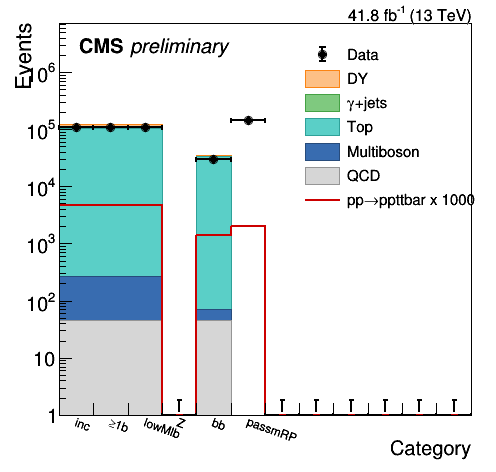 41.8 fb⁻¹ (13 TeV)
CMS preliminary
Events
Data
DY
γ+jets
Top
Multiboson
QCD
pp→ppttbar x 1000
10⁶
10⁵
10⁴
10³
10²
10
1
inc ≥1b lowMlb Z bb passmRP
Category